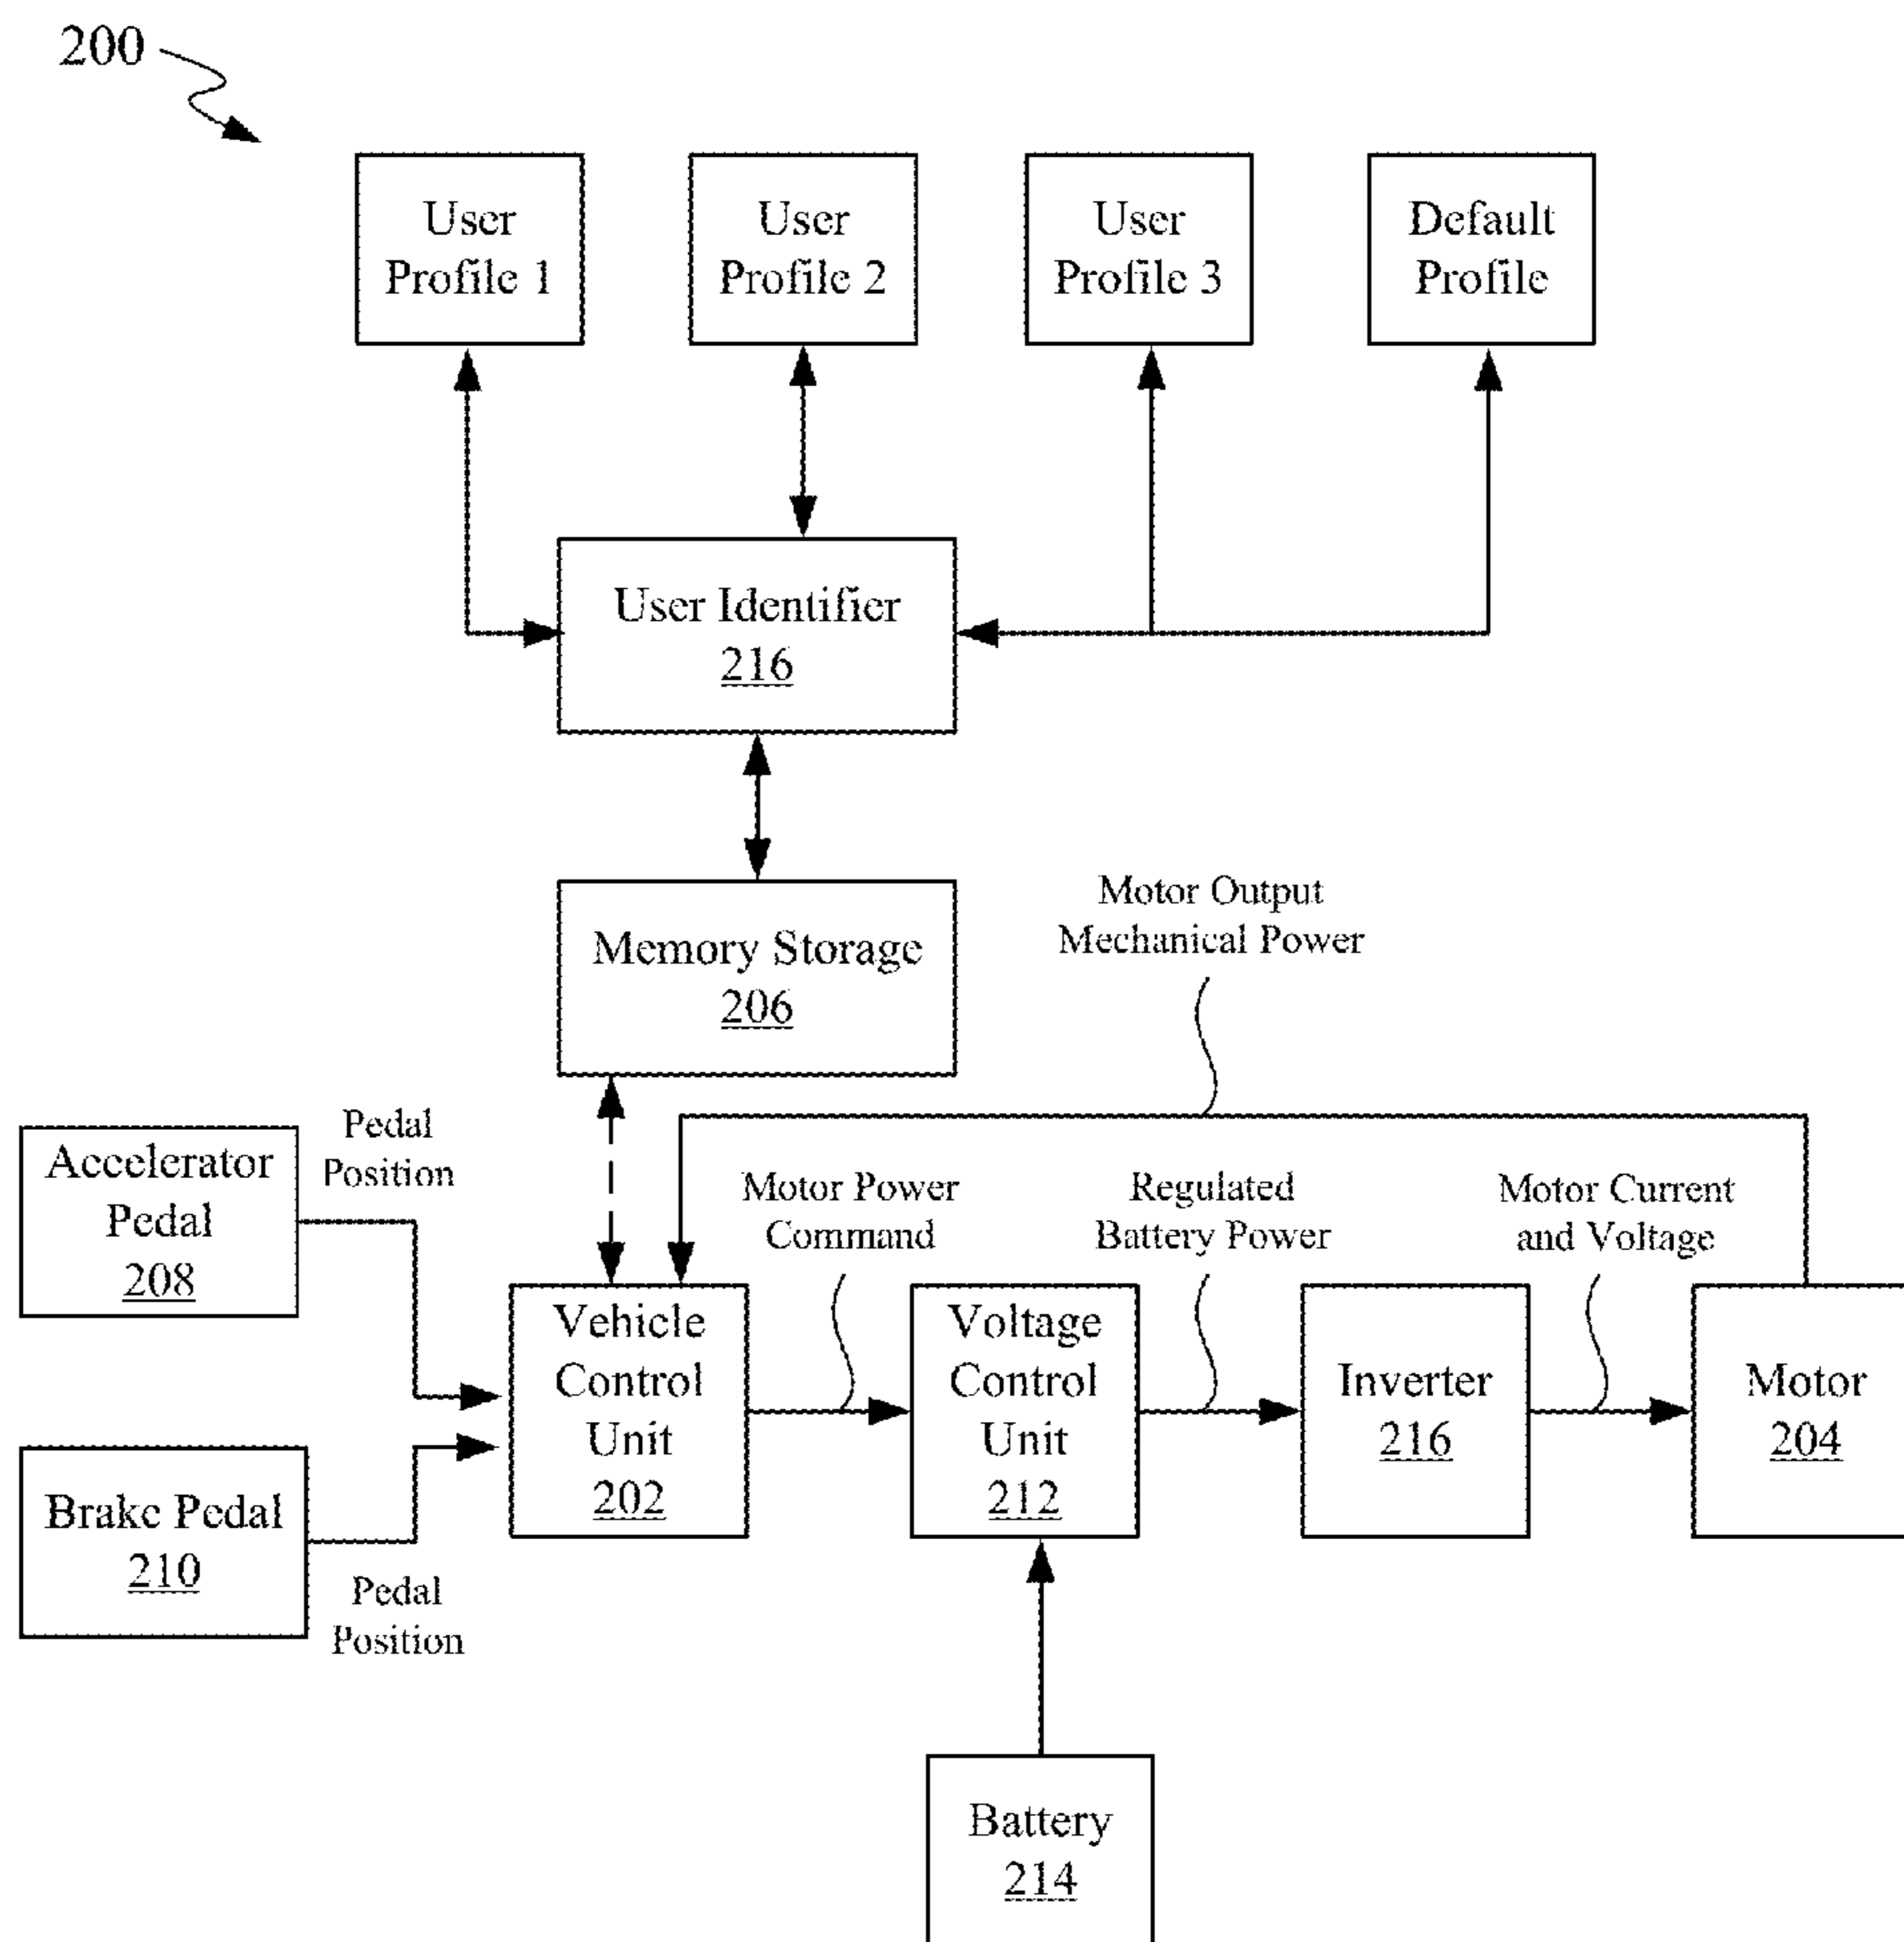 200
User
Profile 1
User
Profile 2
User
Profile 3
Default
Profile
User Identifier
216
Memory Storage
206
Motor Output
Mechanical Power
Accelerator
Pedal
208
Pedal
Position
Brake Pedal
210
Pedal
Position
Vehicle
Control
Unit
202
Motor Power
Command
Voltage
Control
Unit
212
Regulated
Battery Power
Inverter
216
Motor Current
and Voltage
Motor
204
Battery
214